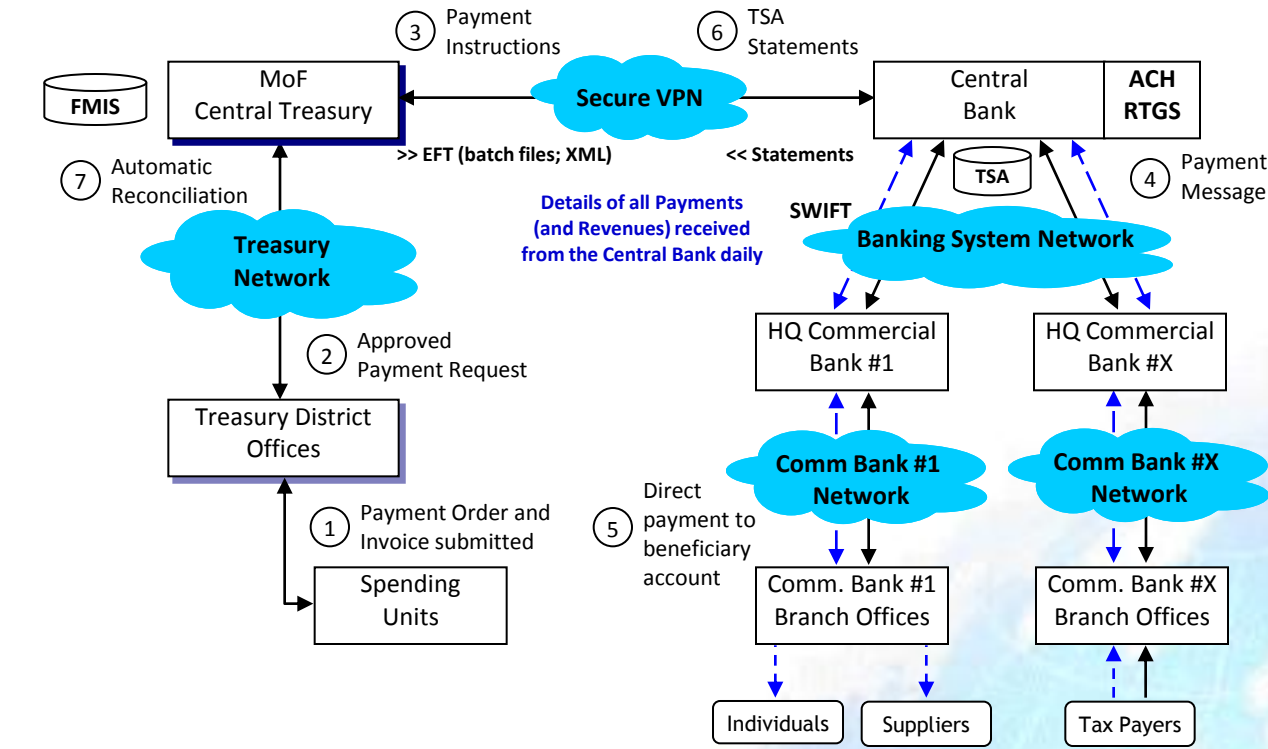 3
Payment
Instructions
6
TSA
Statements
FMIS
MoF
Central Treasury
Secure VPN
Central
Bank
ACH
RTGS
>> EFT (batch files; XML)
<< Statements
7
Automatic
Reconciliation
TSA
4
Payment
Message
Details of all Payments
(and Revenues) received
from the Central Bank daily
SWIFT
Banking System Network
Treasury
Network
2
Approved
Payment Request
HQ Commercial
Bank #1
HQ Commercial
Bank #X
Treasury District
Offices
Comm Bank #1
Network
Comm Bank #X
Network
1
Payment Order and
Invoice submitted
5
Direct
payment to
beneficiary
account
Spending
Units
Comm. Bank #1
Branch Offices
Comm. Bank #X
Branch Offices
Individuals
Suppliers
Tax Payers